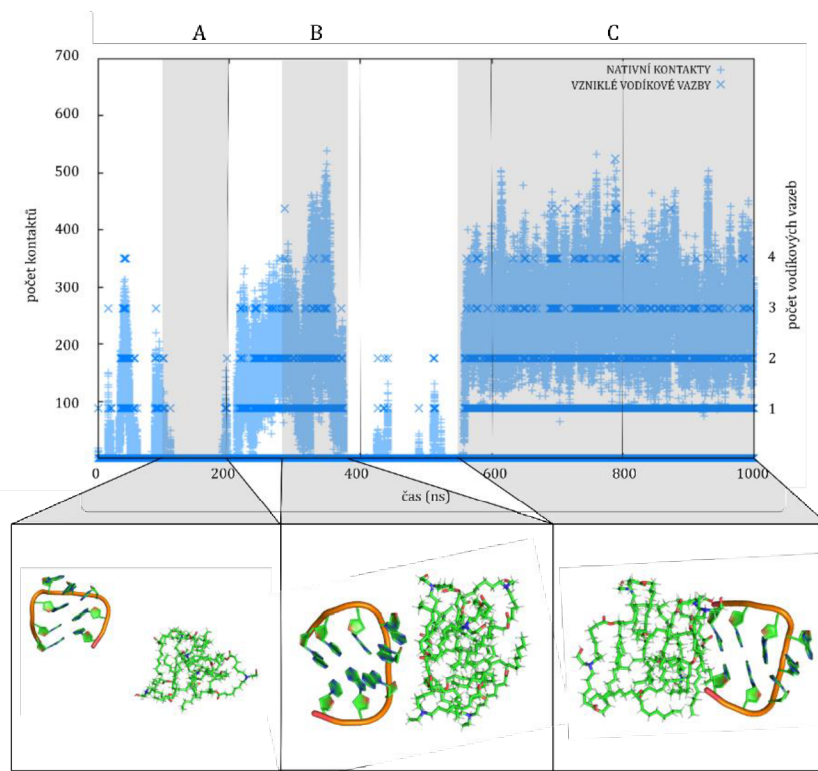 A B C
700
600
500
400
300
200
100
počet kontaktů
NATIVNÍ KONTAKTY
VZNIKLÉ VODÍKOVÉ VAZBY
4
3
2
1
počet vodíkových vazeb
0 200 400 600 800 1000
čas (ns)